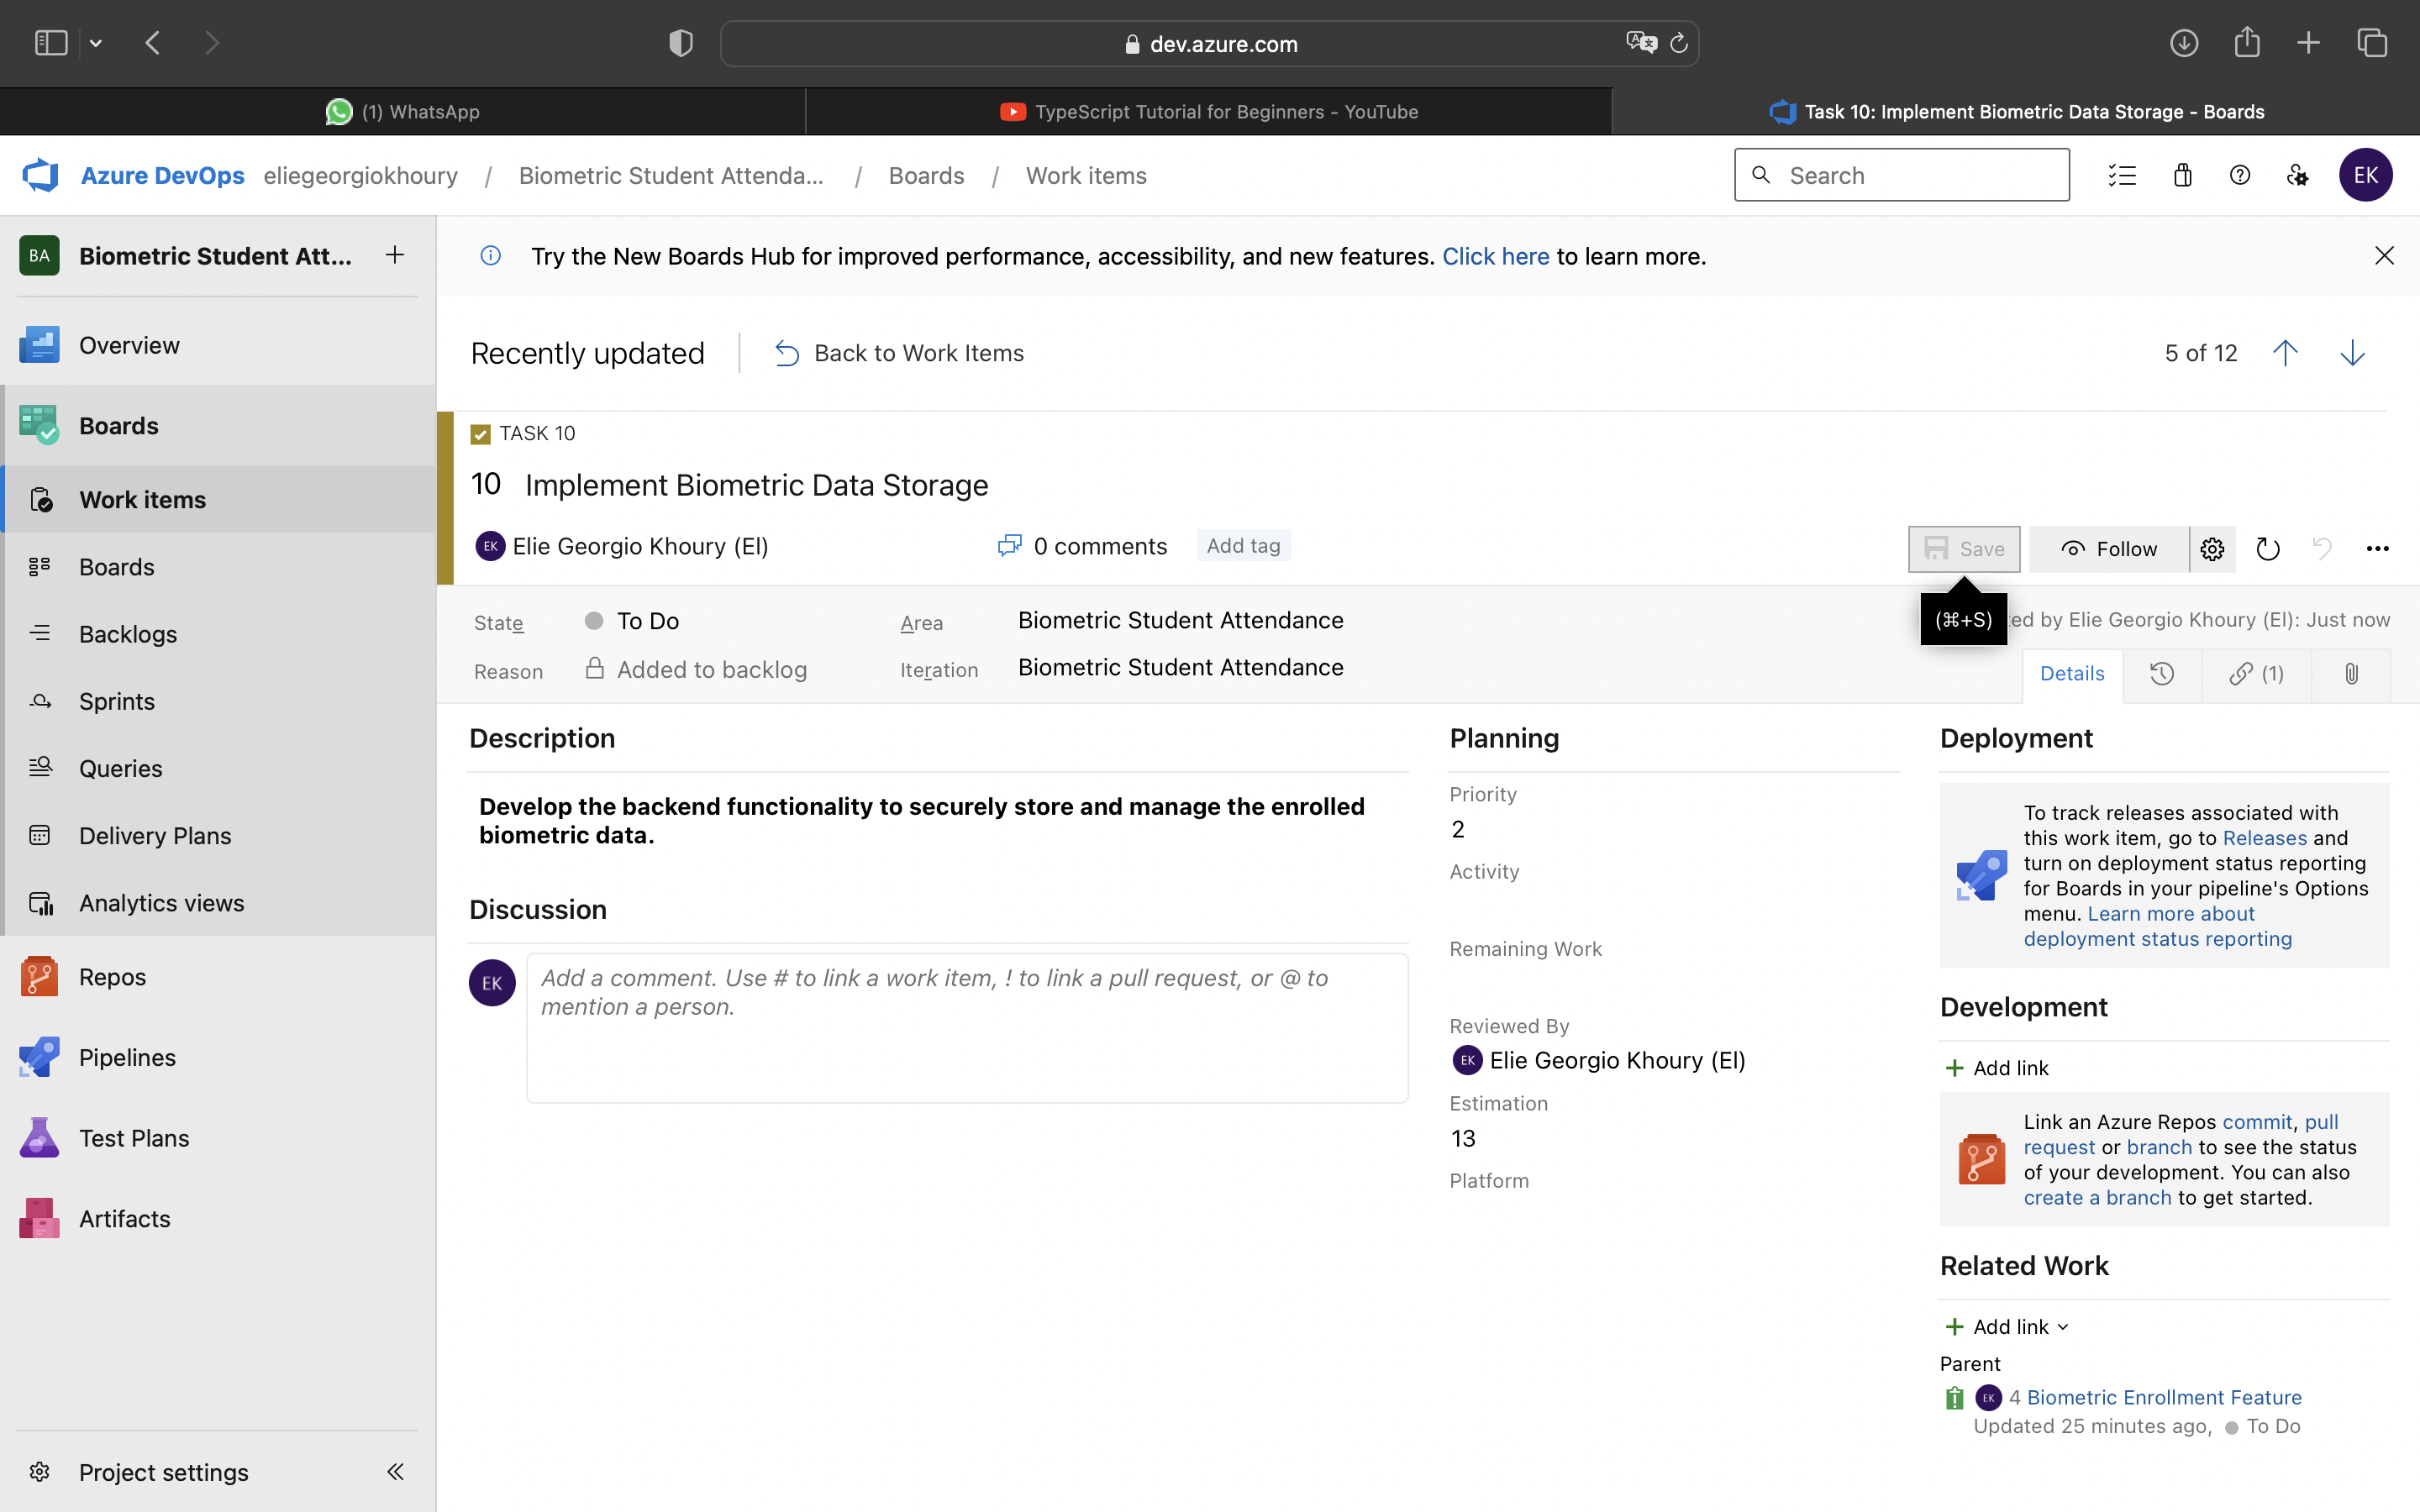 dev.azure.com
(1) WhatsApp
TypeScript Tutorial for Beginners - YouTube
Task 10: Implement Biometric Data Storage - Boards
Azure DevOps eliegeorgiokhoury / Biometric Student Attenda... / Boards / Work items
Search
EK
BA Biometric Student Att...
Overview
Boards
Work items
Boards
Backlogs
Sprints
Queries
Delivery Plans
Analytics views
Repos
Pipelines
Test Plans
Artifacts
Project settings
Try the New Boards Hub for improved performance, accessibility, and new features. Click here to learn more.
Recently updated
Back to Work Items
5 of 12
TASK 10
10 Implement Biometric Data Storage
EK Elie Georgio Khoury (El)
0 comments
Add tag
Save
Follow
(⌘+S)
State To Do
Area Biometric Student Attendance
by Elie Georgio Khoury (El): Just now
Reason Added to backlog
Iteration Biometric Student Attendance
Details
(1)
Description
Develop the backend functionality to securely store and manage the enrolled
biometric data.
Discussion
EK
Add a comment. Use # to link a work item, ! to link a pull request, or @ to
mention a person.
Planning
Priority
2
Activity
Remaining Work
Reviewed By
EK Elie Georgio Khoury (El)
Estimation
13
Platform
Deployment
To track releases associated with
this work item, go to Releases and
turn on deployment status reporting
for Boards in your pipeline's Options
menu. Learn more about
deployment status reporting
Development
Add link
Link an Azure Repos commit, pull
request or branch to see the status
of your development. You can also
create a branch to get started.
Related Work
Add link
Parent
EK 4 Biometric Enrollment Feature
Updated 25 minutes ago, To Do